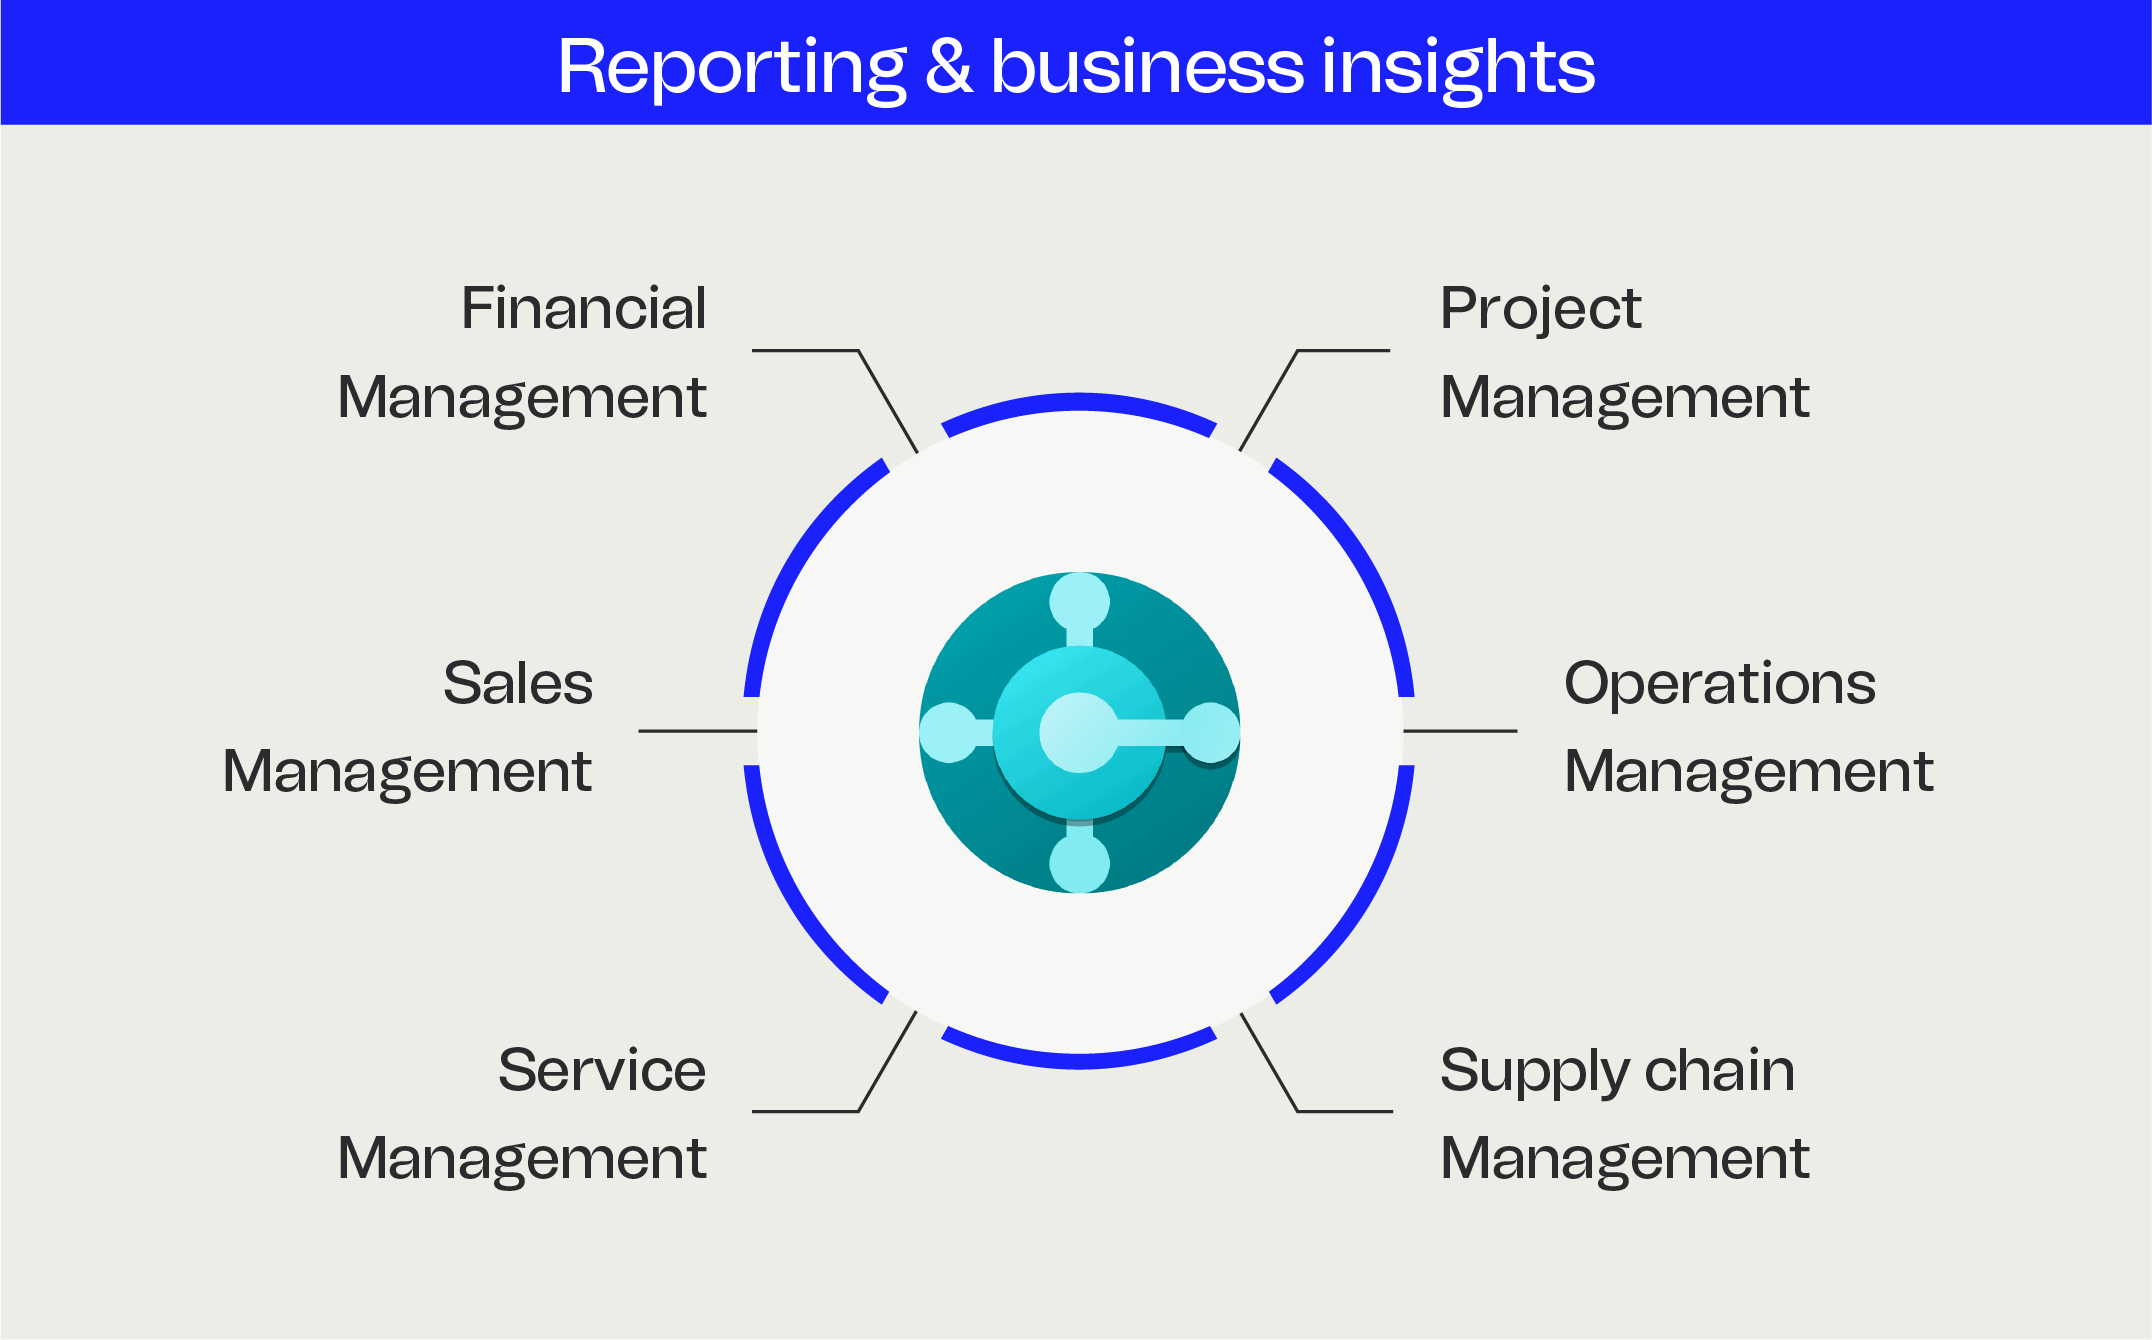 Reporting & business insights
Financial
Management
Project
Management
Sales
Management
Operations
Management
Service
Management
Supply chain
Management